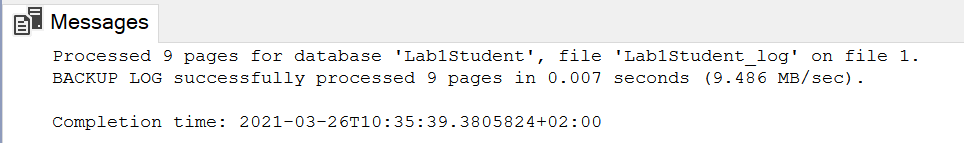 Messages
Processed 9 pages for database 'Lab1Student', file 'Lab1Student_log' on file 1.
BACKUP LOG successfully processed 9 pages in 0.007 seconds (9.486 MB/sec).
Completion time: 2021-03-26T10:35:39.3805824+02:00